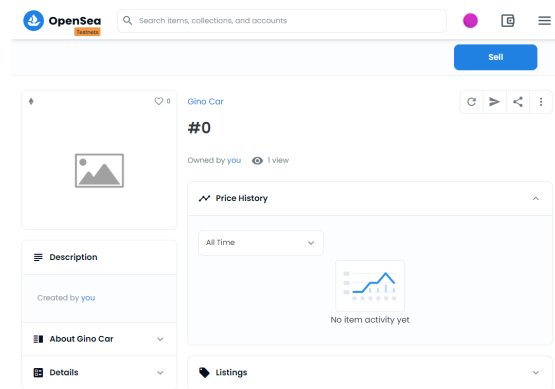 OpenSea
Testnets
Search items, collections, and accounts
Sell
0
Gino Car
#0
Owned by you
1 view
Price History
All Time
No item activity yet
Description
Created by you
About Gino Car
Details
Listings